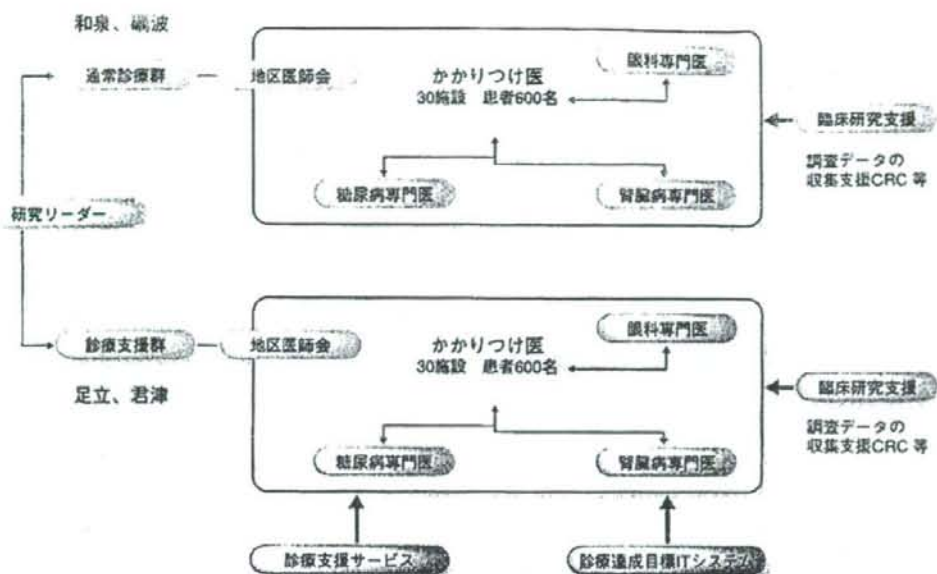 和泉、礪波
通常診療群
地区医師会
かかりつけ医
30施設 患者600名
眼科専門医
糖尿病専門医
腎臓病専門医
臨床研究支援
調査データの
収集支援CRC 等
研究リーダー
診療支援群
地区医師会
足立、君津
かかりつけ医
30施設 患者600名
眼科専門医
糖尿病専門医
腎臓病専門医
臨床研究支援
調査データの
収集支援CRC 等
診療支援サービス
診療達成目標ITシステム